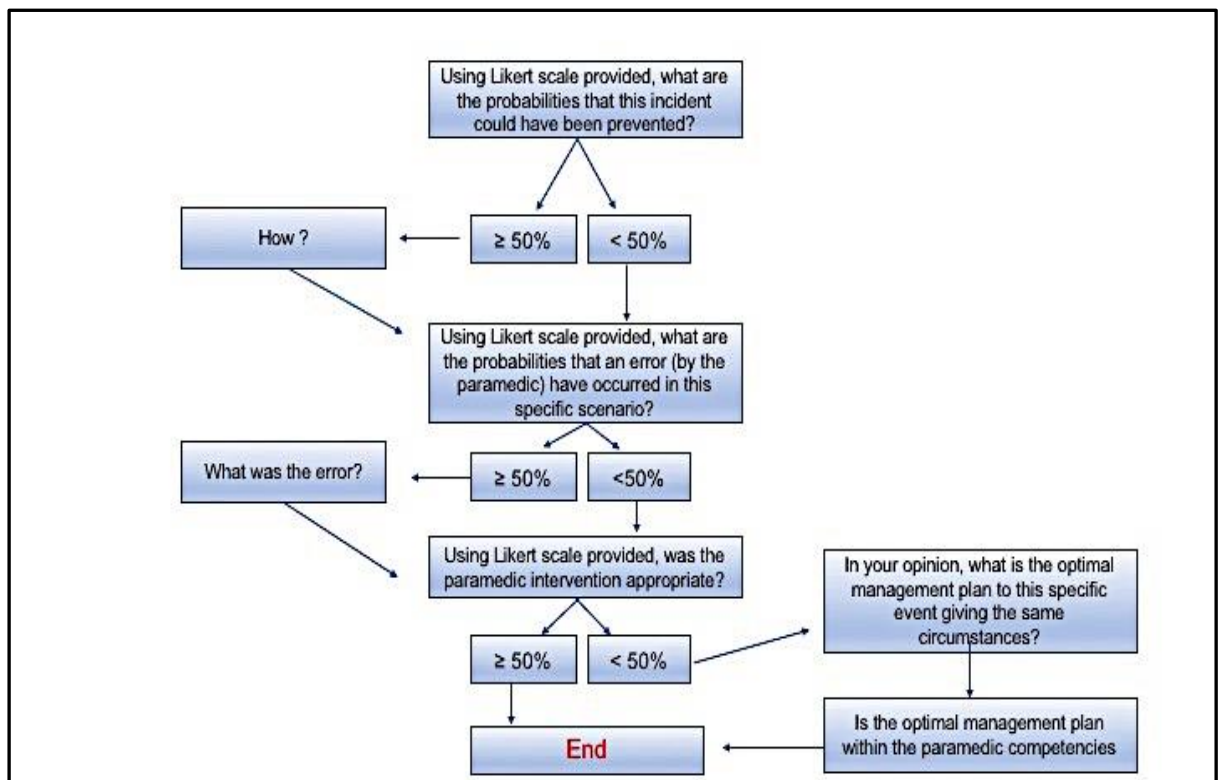 Using Likert scale provided, what are
the probabilities that this incident
could have been prevented?
How ?
≥ 50%
< 50%
Using Likert scale provided, what are
the probabilities that an error (by the
paramedic) have occurred in this
specific scenario?
What was the error?
≥ 50%
<50%
Using Likert scale provided, was the
paramedic intervention appropriate?
In your opinion, what is the optimal
management plan to this specific
event giving the same
circumstances?
≥ 50%
< 50%
Is the optimal management plan
within the paramedic competencies
End